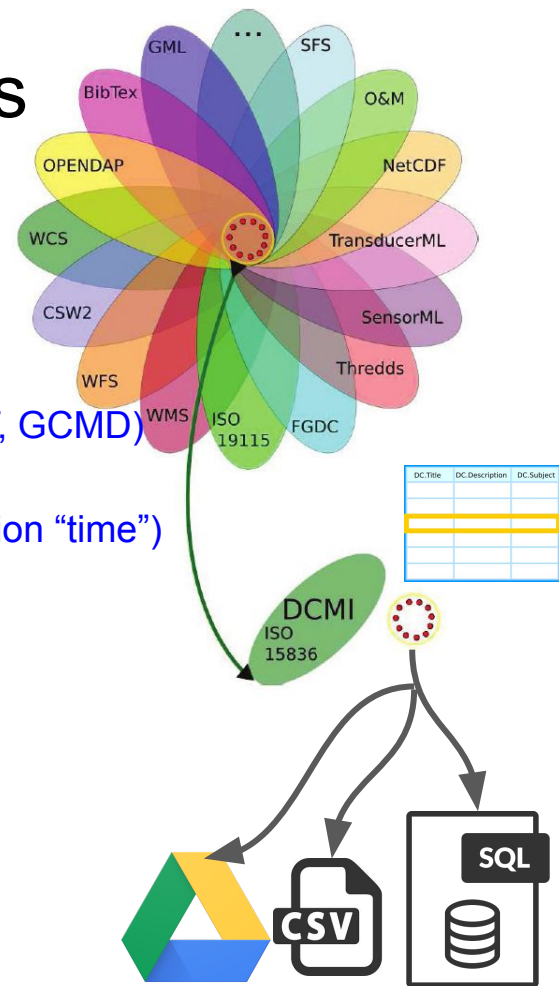 s
...
GML
SFS
BibTex
O&M
OPENDAP
NetCDF
WCS
TransducerML
CSW2
SensorML
Thredds
WFS
WMS
ISO
19115
FGDC
, GCMD)
ion “time”)
DC.Title DC.Description DC.Subject
DCMI
ISO
15836
SQL
CSV